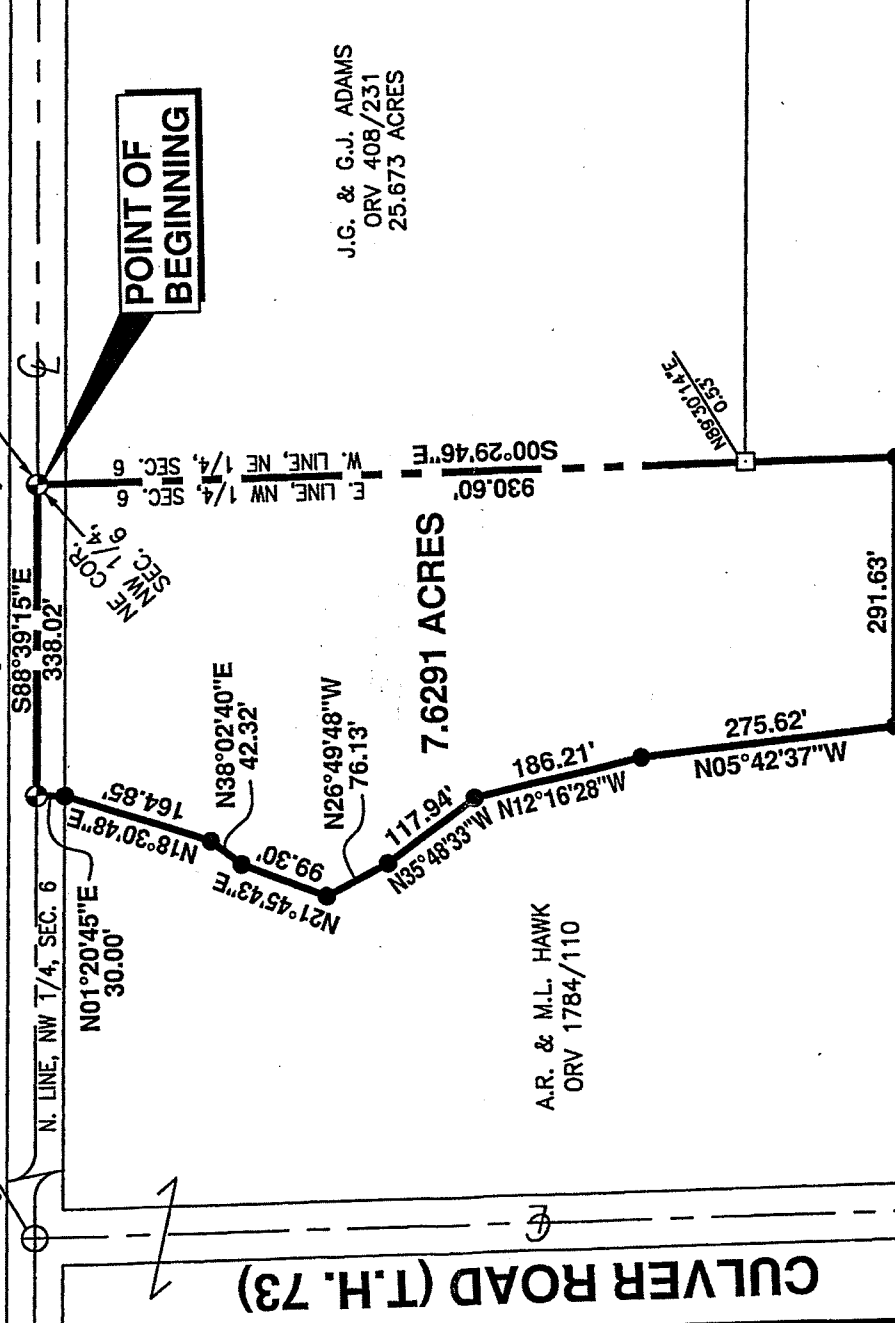 POINT OF
BEGINNING
J.G. & G.J. ADAMS
ORV 408/231
25.673 ACRES
S88°39'15"E
338.02'
NE COR.
NW 1/4,
SEC. 6
W. LINE, NE 1/4, SEC. 6
E. LINE, NW 1/4, SEC. 6
S00°29'46"E
930.60'
N89°30'14"E
0.53'
7.6291 ACRES
291.63'
N. LINE, NW 1/4, SEC. 6
N01°20'45"E
30.00'
164.85'
N18°30'48"E
N38°02'40"E
42.32'
99.30'
N21°45'43"E
N26°49'48"W
76.13'
117.94'
N35°48'33"W
186.21'
N12°16'28"W
275.62'
N05°42'37"W
A.R. & M.L. HAWK
ORV 1784/110
CULVER ROAD (T.H. 73)